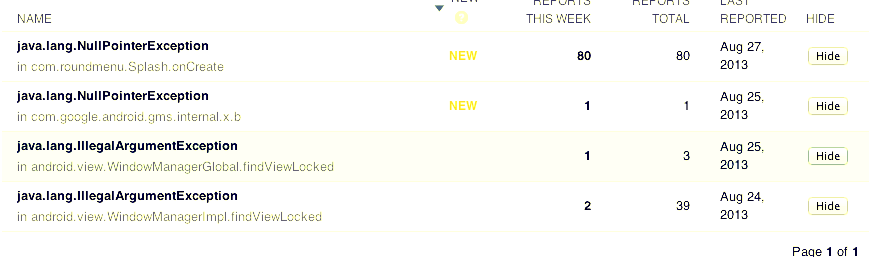 NEW REPORTS REPORTS LAST
NAME THIS WEEK TOTAL REPORTED HIDE
java.lang.NullPointerException
in com.roundmenu.Splash.onCreate
NEW 80 80 Aug 27, 2013 Hide
java.lang.NullPointerException
in com.google.android.gms.internal.x.b
NEW 1 1 Aug 25, 2013 Hide
java.lang.IllegalArgumentException
in android.view.WindowManagerGlobal.findViewLocked
1 3 Aug 25, 2013 Hide
java.lang.IllegalArgumentException
in android.view.WindowManagerImpl.findViewLocked
2 39 Aug 24, 2013 Hide
Page 1 of 1